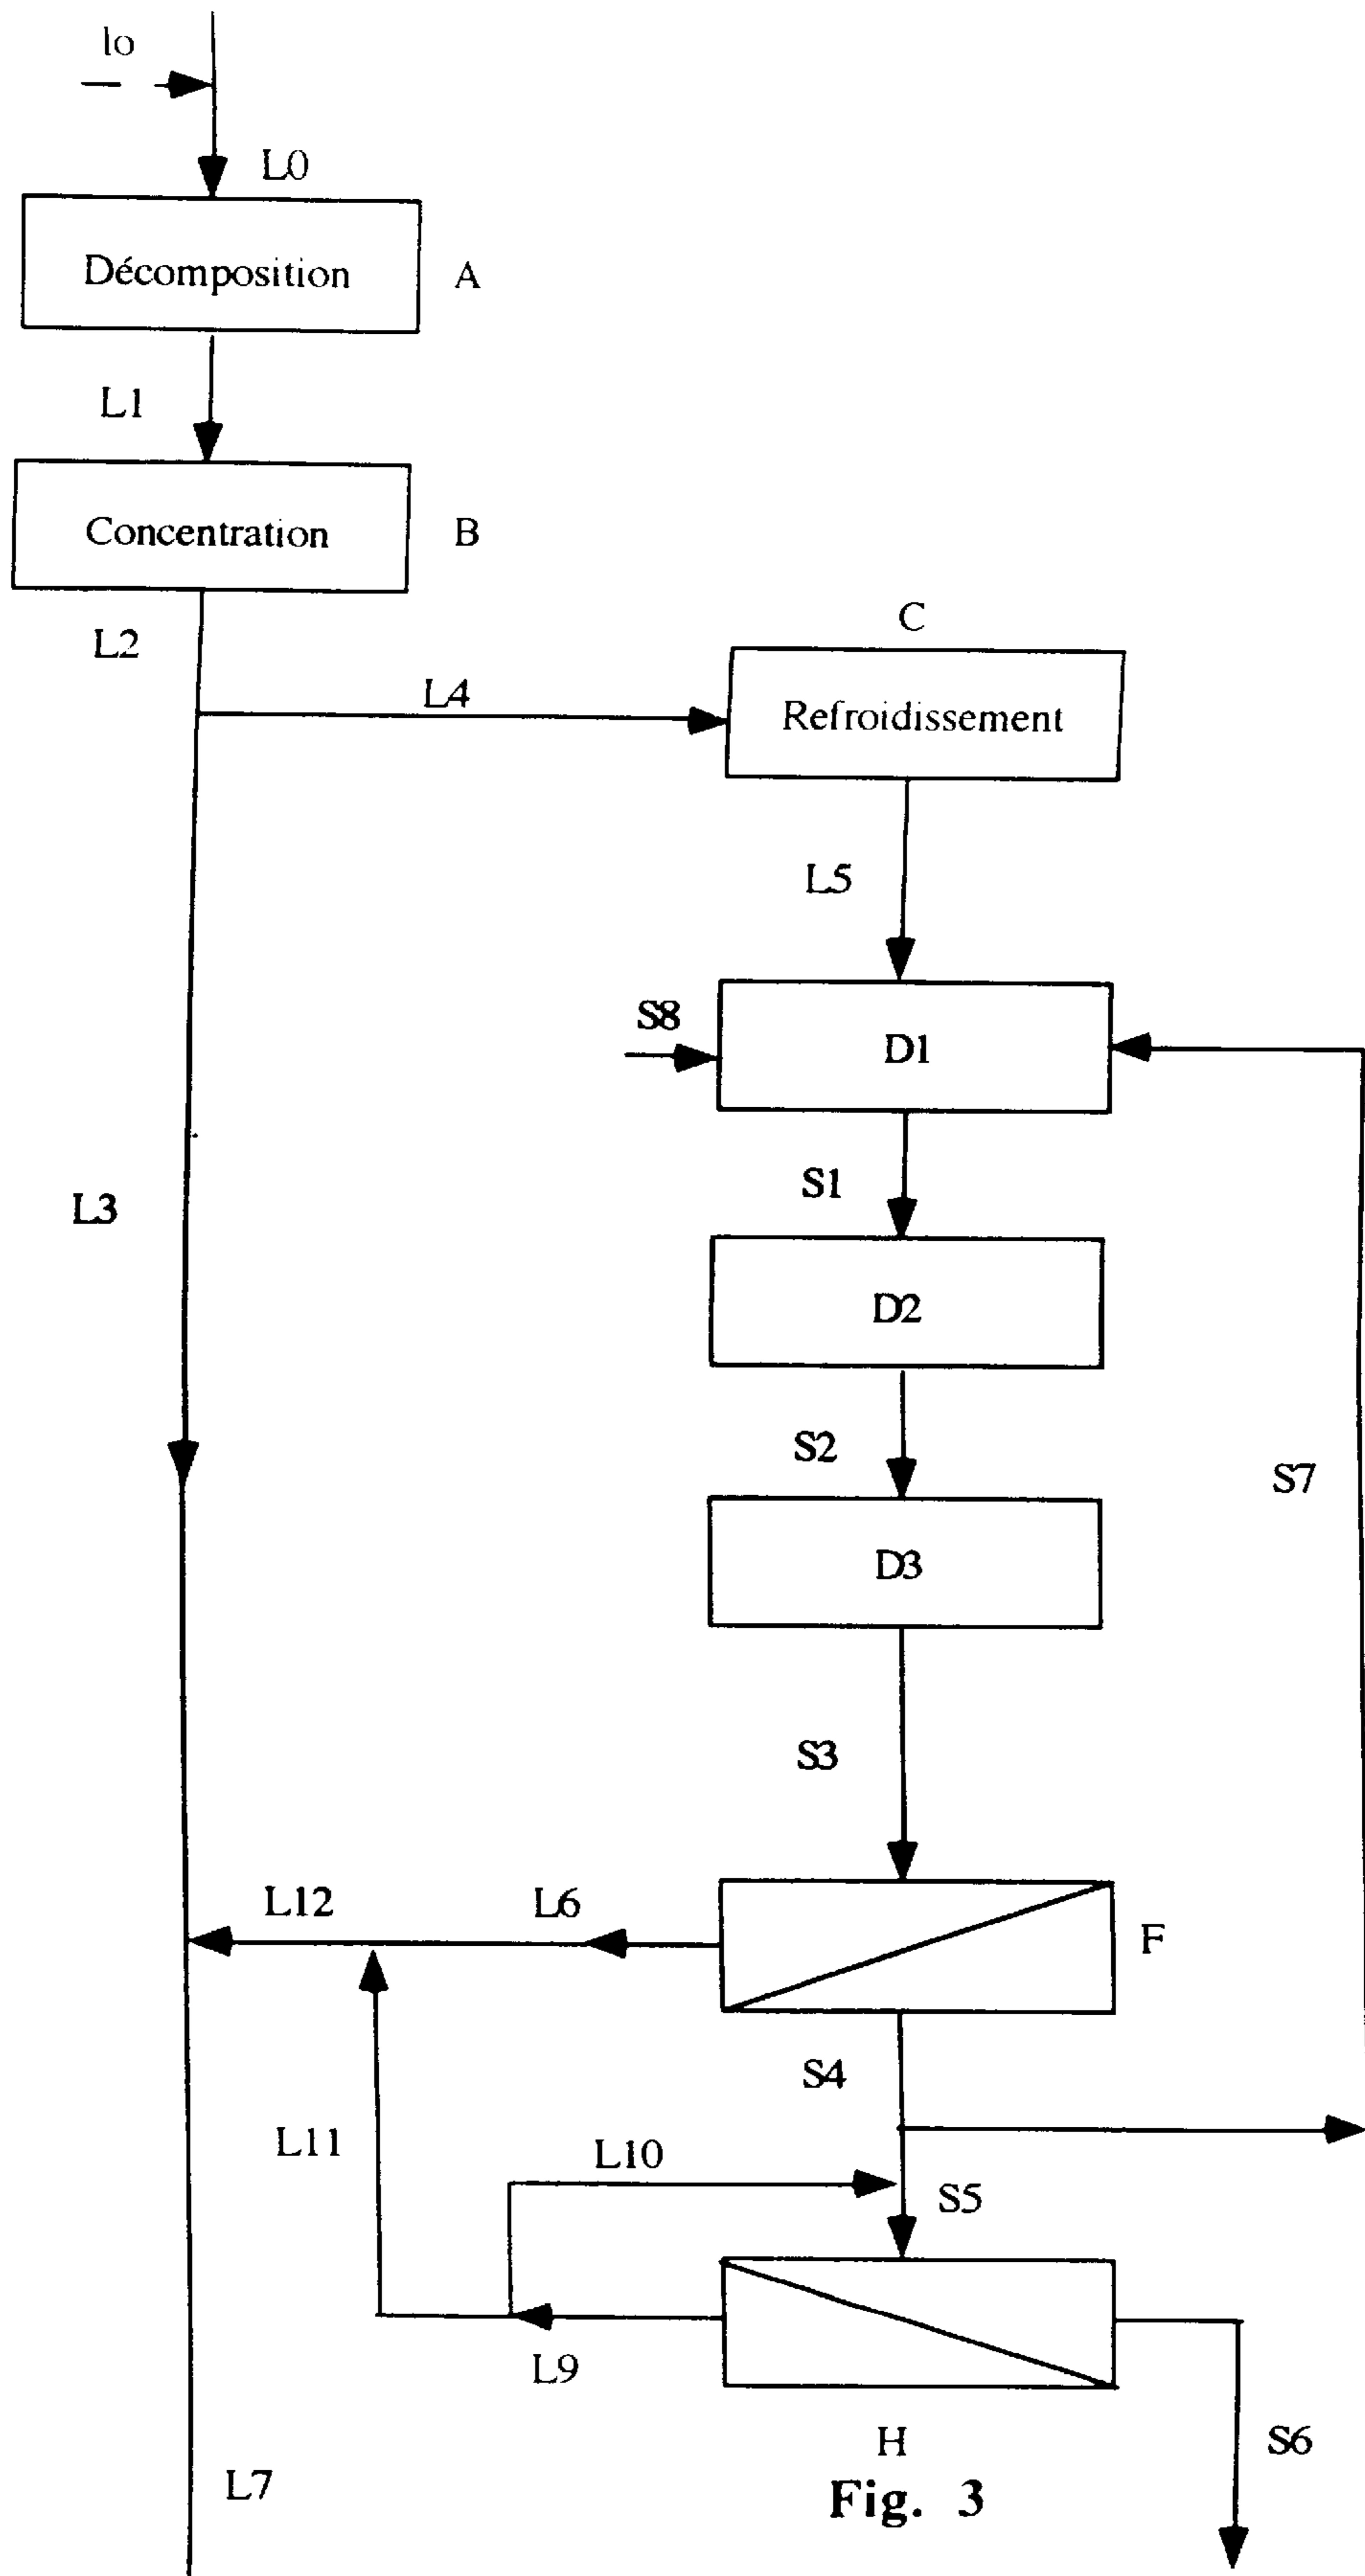 lo
L0
Décomposition
A
L1
Concentration
B
L2
C
L4
Refroidissement
L5
S8
D1
S1
L3
D2
S2
S7
D3
S3
L12
L6
F
S4
L11
L10
S5
L9
H
S6
L7
Fig. 3